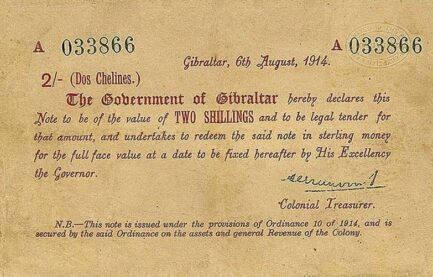 A 033866 A 033866
Gibraltar, 6th August, 1914.
2/- (Dos Chelines.)
The Government of Gibraltar hereby declares this
Note to be of the value of TWO SHILLINGS and to be legal tender for
that amount, and undertakes to redeem the said note in sterling money
for the full face value at a date to be fixed hereafter by His Excellency
the Governor.
Colonial Treasurer.
N.B.—This note is issued under the provisions of Ordinance 10 of 1914, and is
secured by the said Ordinance on the assets and general Revenue of the Colony.